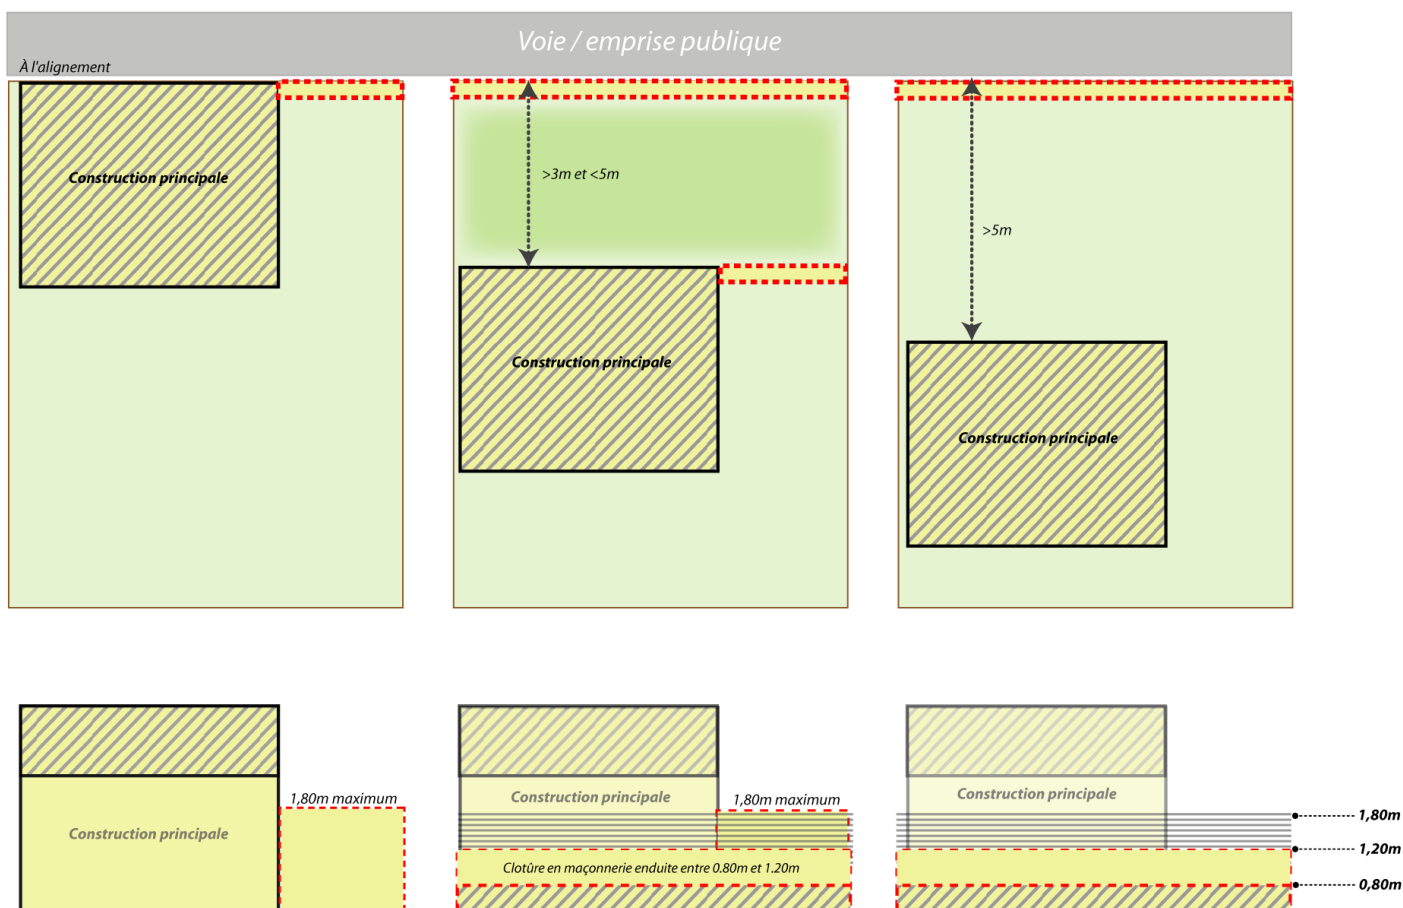 Voie / emprise publique
À l'alignement
Construction principale
>3m et <5m
Construction principale
>5m
Construction principale
Construction principale
1,80m maximum
Construction principale
1,80m maximum
Clotûre en maçonnerie enduite entre 0.80m et 1.20m
Construction principale
1,80m
1,20m
0,80m